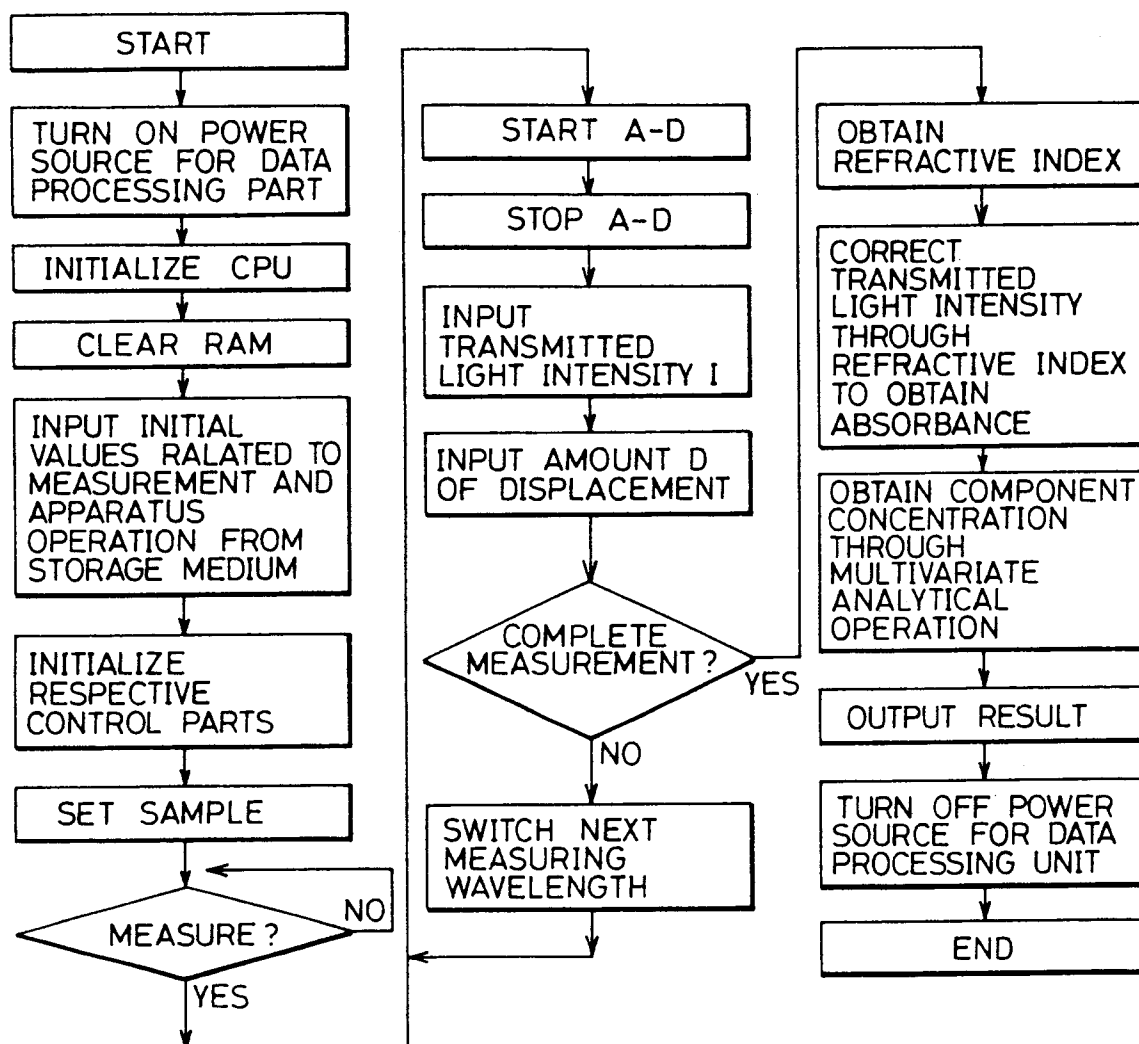 START
TURN ON POWER
SOURCE FOR DATA
PROCESSING PART
INITIALIZE CPU
CLEAR RAM
INPUT INITIAL
VALUES RALATED TO
MEASUREMENT AND
APPARATUS
OPERATION FROM
STORAGE MEDIUM
INITIALIZE
RESPECTIVE
CONTROL PARTS
SET SAMPLE
MEASURE?
NO
YES
START A-D
STOP A-D
INPUT
TRANSMITTED
LIGHT INTENSITY I
INPUT AMOUNT D
OF DISPLACEMENT
COMPLETE
MEASUREMENT?
YES
NO
SWITCH NEXT
MEASURING
WAVELENGTH
OBTAIN
REFRACTIVE INDEX
CORRECT
TRANSMITTED
LIGHT INTENSITY
THROUGH
REFRACTIVE INDEX
TO OBTAIN
ABSORBANCE
OBTAIN COMPONENT
CONCENTRATION
THROUGH
MULTIVARIATE
ANALYTICAL
OPERATION
OUTPUT RESULT
TURN OFF POWER
SOURCE FOR DATA
PROCESSING UNIT
END